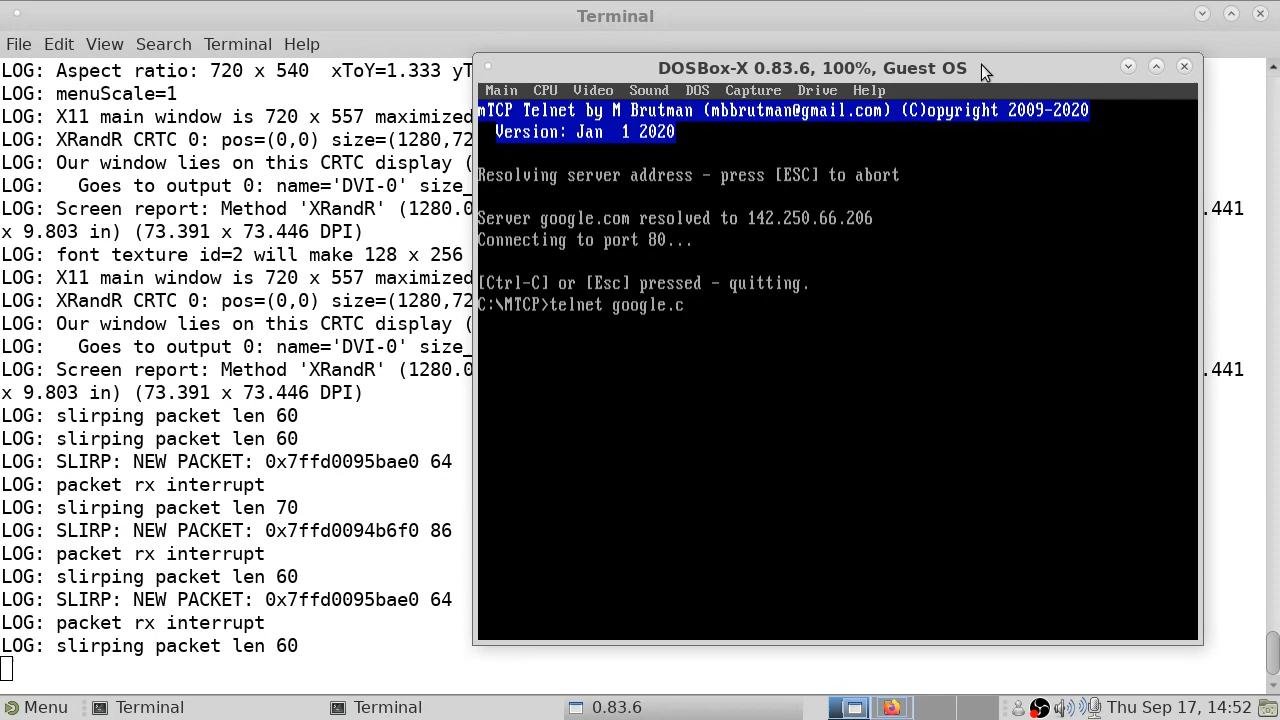 Terminal
File Edit View Search Terminal Help
LOG: Aspect ratio: 720 x 540  xToY=1.333 yT
LOG: menuScale=1
LOG: X11 main window is 720 x 557 maximized
LOG: XRandR CRTC 0: pos=(0,0) size=(1280,72
LOG: Our window lies on this CRTC display (
LOG:   Goes to output 0: name='DVI-0' size_
LOG: Screen report: Method 'XRandR' (1280.0
.441
x 9.803 in) (73.391 x 73.446 DPI)
LOG: font texture id=2 will make 128 x 256
LOG: X11 main window is 720 x 557 maximized
LOG: XRandR CRTC 0: pos=(0,0) size=(1280,72
LOG: Our window lies on this CRTC display (
LOG:   Goes to output 0: name='DVI-0' size_
LOG: Screen report: Method 'XRandR' (1280.0
.441
x 9.803 in) (73.391 x 73.446 DPI)
LOG: slirping packet len 60
LOG: slirping packet len 60
LOG: SLIRP: NEW PACKET: 0x7ffd0095bae0 64
LOG: packet rx interrupt
LOG: slirping packet len 70
LOG: SLIRP: NEW PACKET: 0x7ffd0094b6f0 86
LOG: packet rx interrupt
LOG: slirping packet len 60
LOG: SLIRP: NEW PACKET: 0x7ffd0095bae0 64
LOG: packet rx interrupt
LOG: slirping packet len 60
DOSBox-X 0.83.6, 100%, Guest OS
Main CPU Video Sound DOS Capture Drive Help
mTCP Telnet by M Brutman (mbbrutman@gmail.com) (C)opyright 2009-2020
Version: Jan  1 2020
Resolving server address - press [ESC] to abort
Server google.com resolved to 142.250.66.206
Connecting to port 80...
[Ctrl-C] or [Esc] pressed - quitting.
C:\MTCP>telnet google.c
Menu Terminal Terminal 0.83.6 Thu Sep 17, 14:52